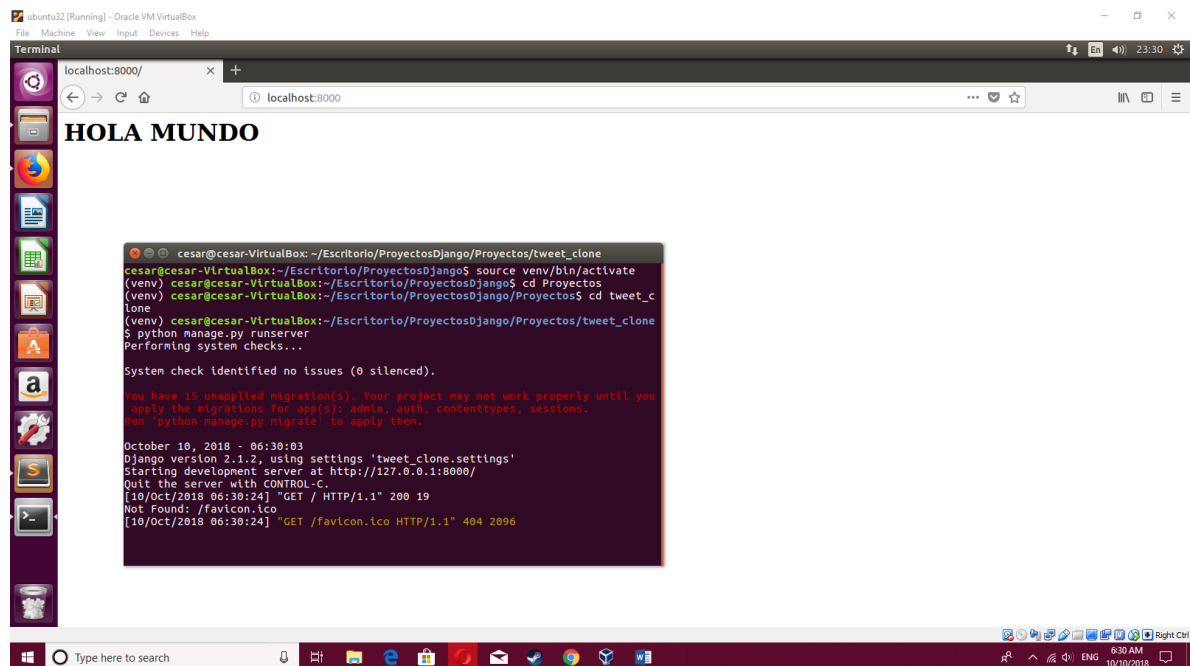 ubuntu32 [Running] - Oracle VM VirtualBox
File Machine View Input Devices Help
Terminal
En
23:30
localhost:8000/
localhost:8000
HOLA MUNDO
cesar@cesar-VirtualBox: ~/Escritorio/ProyectosDjango/Proyectos/tweet_clone
cesar@cesar-VirtualBox:~/Escritorio/ProyectosDjango$ source venv/bin/activate
(venv) cesar@cesar-VirtualBox:~/Escritorio/ProyectosDjango$ cd Proyectos
(venv) cesar@cesar-VirtualBox:~/Escritorio/ProyectosDjango/Proyectos$ cd tweet_c
lone
(venv) cesar@cesar-VirtualBox:~/Escritorio/ProyectosDjango/Proyectos/tweet_clone
$ python manage.py runserver
Performing system checks...
System check identified no issues (0 silenced).
You have 15 unapplied migration(s). Your project may not work properly until you
apply the migrations for app(s): admin, auth, contenttypes, sessions.
Run 'python manage.py migrate' to apply them.
October 10, 2018 - 06:30:03
Django version 2.1.2, using settings 'tweet_clone.settings'
Starting development server at http://127.0.0.1:8000/
Quit the server with CONTROL-C.
[10/Oct/2018 06:30:24] "GET / HTTP/1.1" 200 19
Not Found: /favicon.ico
[10/Oct/2018 06:30:24] "GET /favicon.ico HTTP/1.1" 404 2096
Right Ctrl
Type here to search
ENG
6:30 AM
10/10/2018